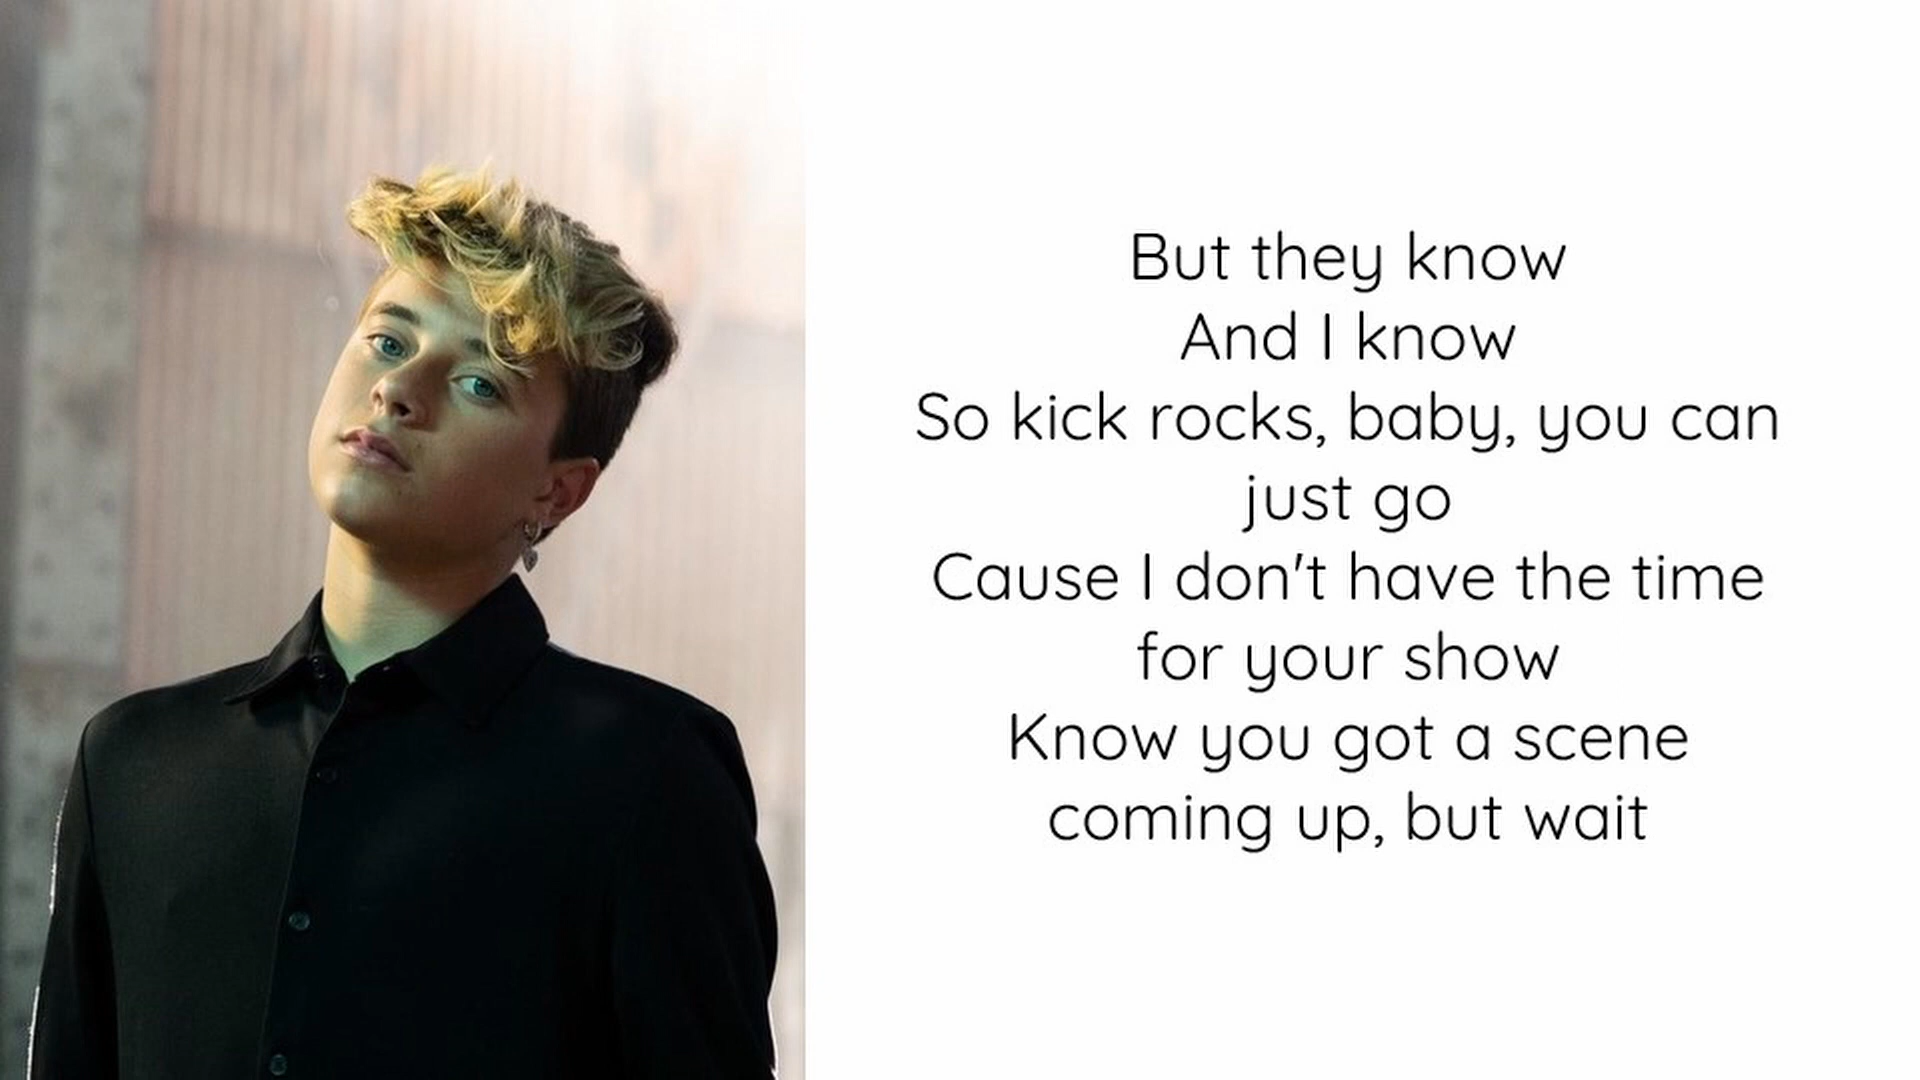 But they know
And I know
So kick rocks, baby, you can
just go
Cause I don't have the time
for your show
Know you got a scene
coming up, but wait